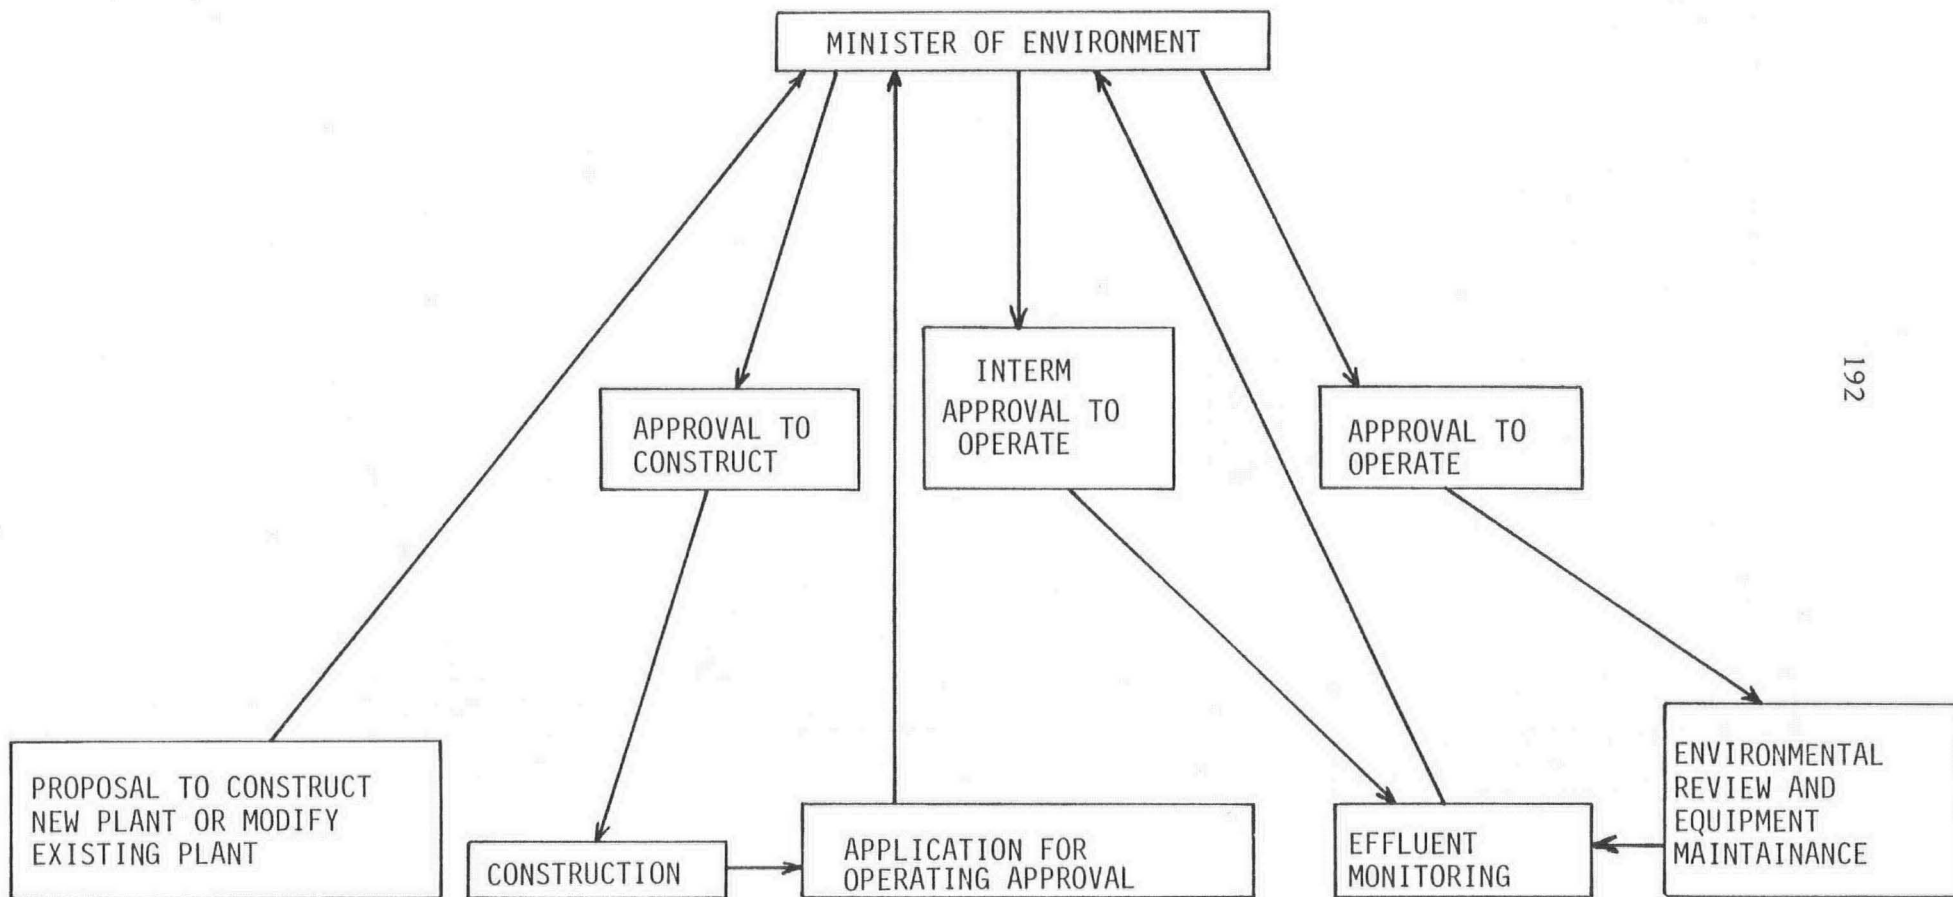 MINISTER OF ENVIRONMENT
192
APPROVAL TO
CONSTRUCT
INTERM
APPROVAL TO
OPERATE
APPROVAL TO
OPERATE
PROPOSAL TO CONSTRUCT
NEW PLANT OR MODIFY
EXISTING PLANT
CONSTRUCTION
APPLICATION FOR
OPERATING APPROVAL
EFFLUENT
MONITORING
ENVIRONMENTAL
REVIEW AND
EQUIPMENT
MAINTAINANCE